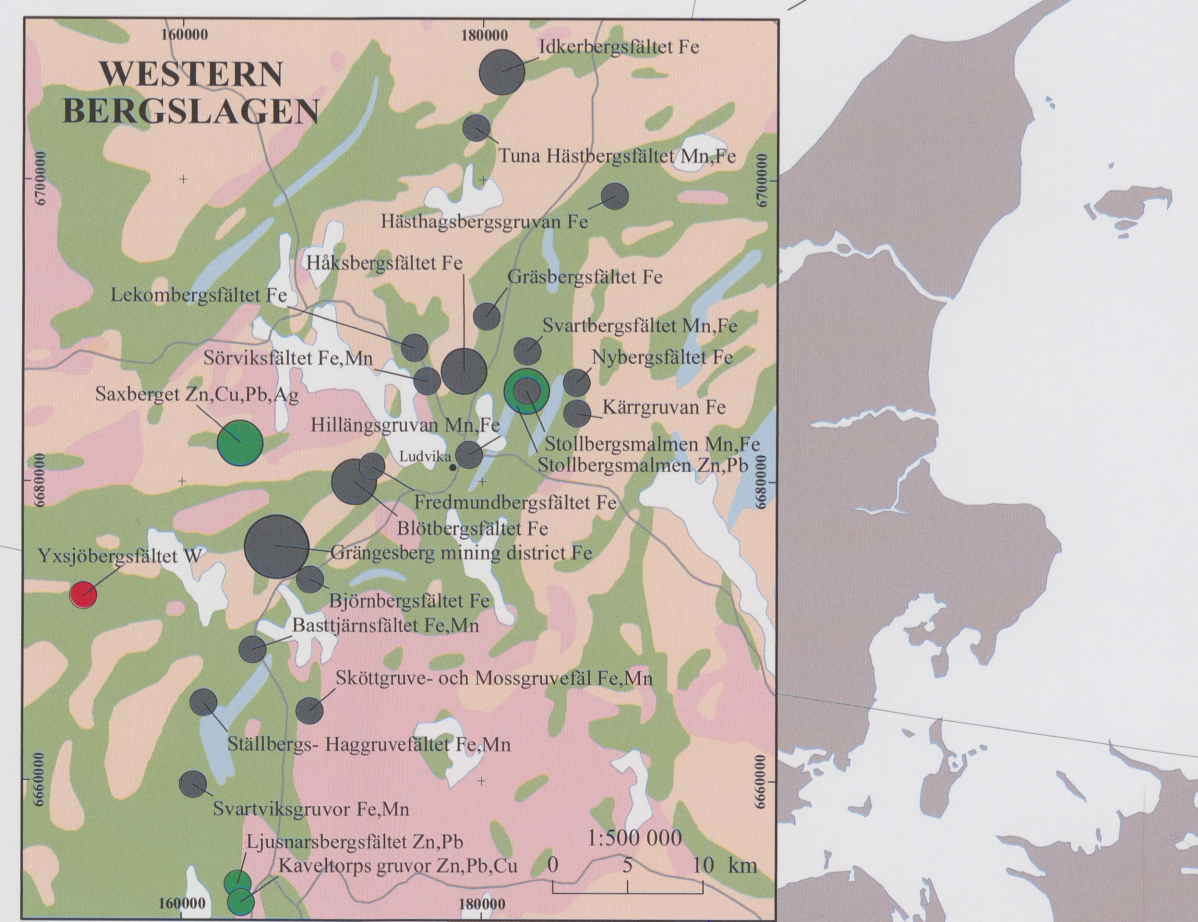 160000
180000
Idkerbergsfältet Fe
WESTERN
BERGSLAGEN
Tuna Hästbergsfältet Mn,Fe
6700000
6700000
Hästhagsbergsgruvan Fe
Håksbergsfältet Fe
Gräsbergsfältet Fe
Lekombergsfältet Fe
Svartbergsfältet Mn,Fe
Sörviksfältet Fe,Mn
Nybergsfältet Fe
Saxberget Zn,Cu,Pb,Ag
Kärrgruvan Fe
Hillängsgruvan Mn,Fe
Stollbergsmalmen Mn,Fe
Ludvika
Stollbergsmalmen Zn,Pb
6680000
6680000
Fredmundbergsfältet Fe
Blötbergsfältet Fe
Yxsjöbergsfältet W
Grängesberg mining district Fe
Björnbergsfältet Fe
Basttjärnsfältet Fe,Mn
Sköttgruve- och Mossgruvefäl Fe,Mn
Ställbergs- Haggruvefältet Fe,Mn
6660000
6660000
Svartviksgruvor Fe,Mn
1:500 000
Ljusnarsbergsfältet Zn,Pb
Kaveltorps gruvor Zn,Pb,Cu
0 5 10 km
160000
180000